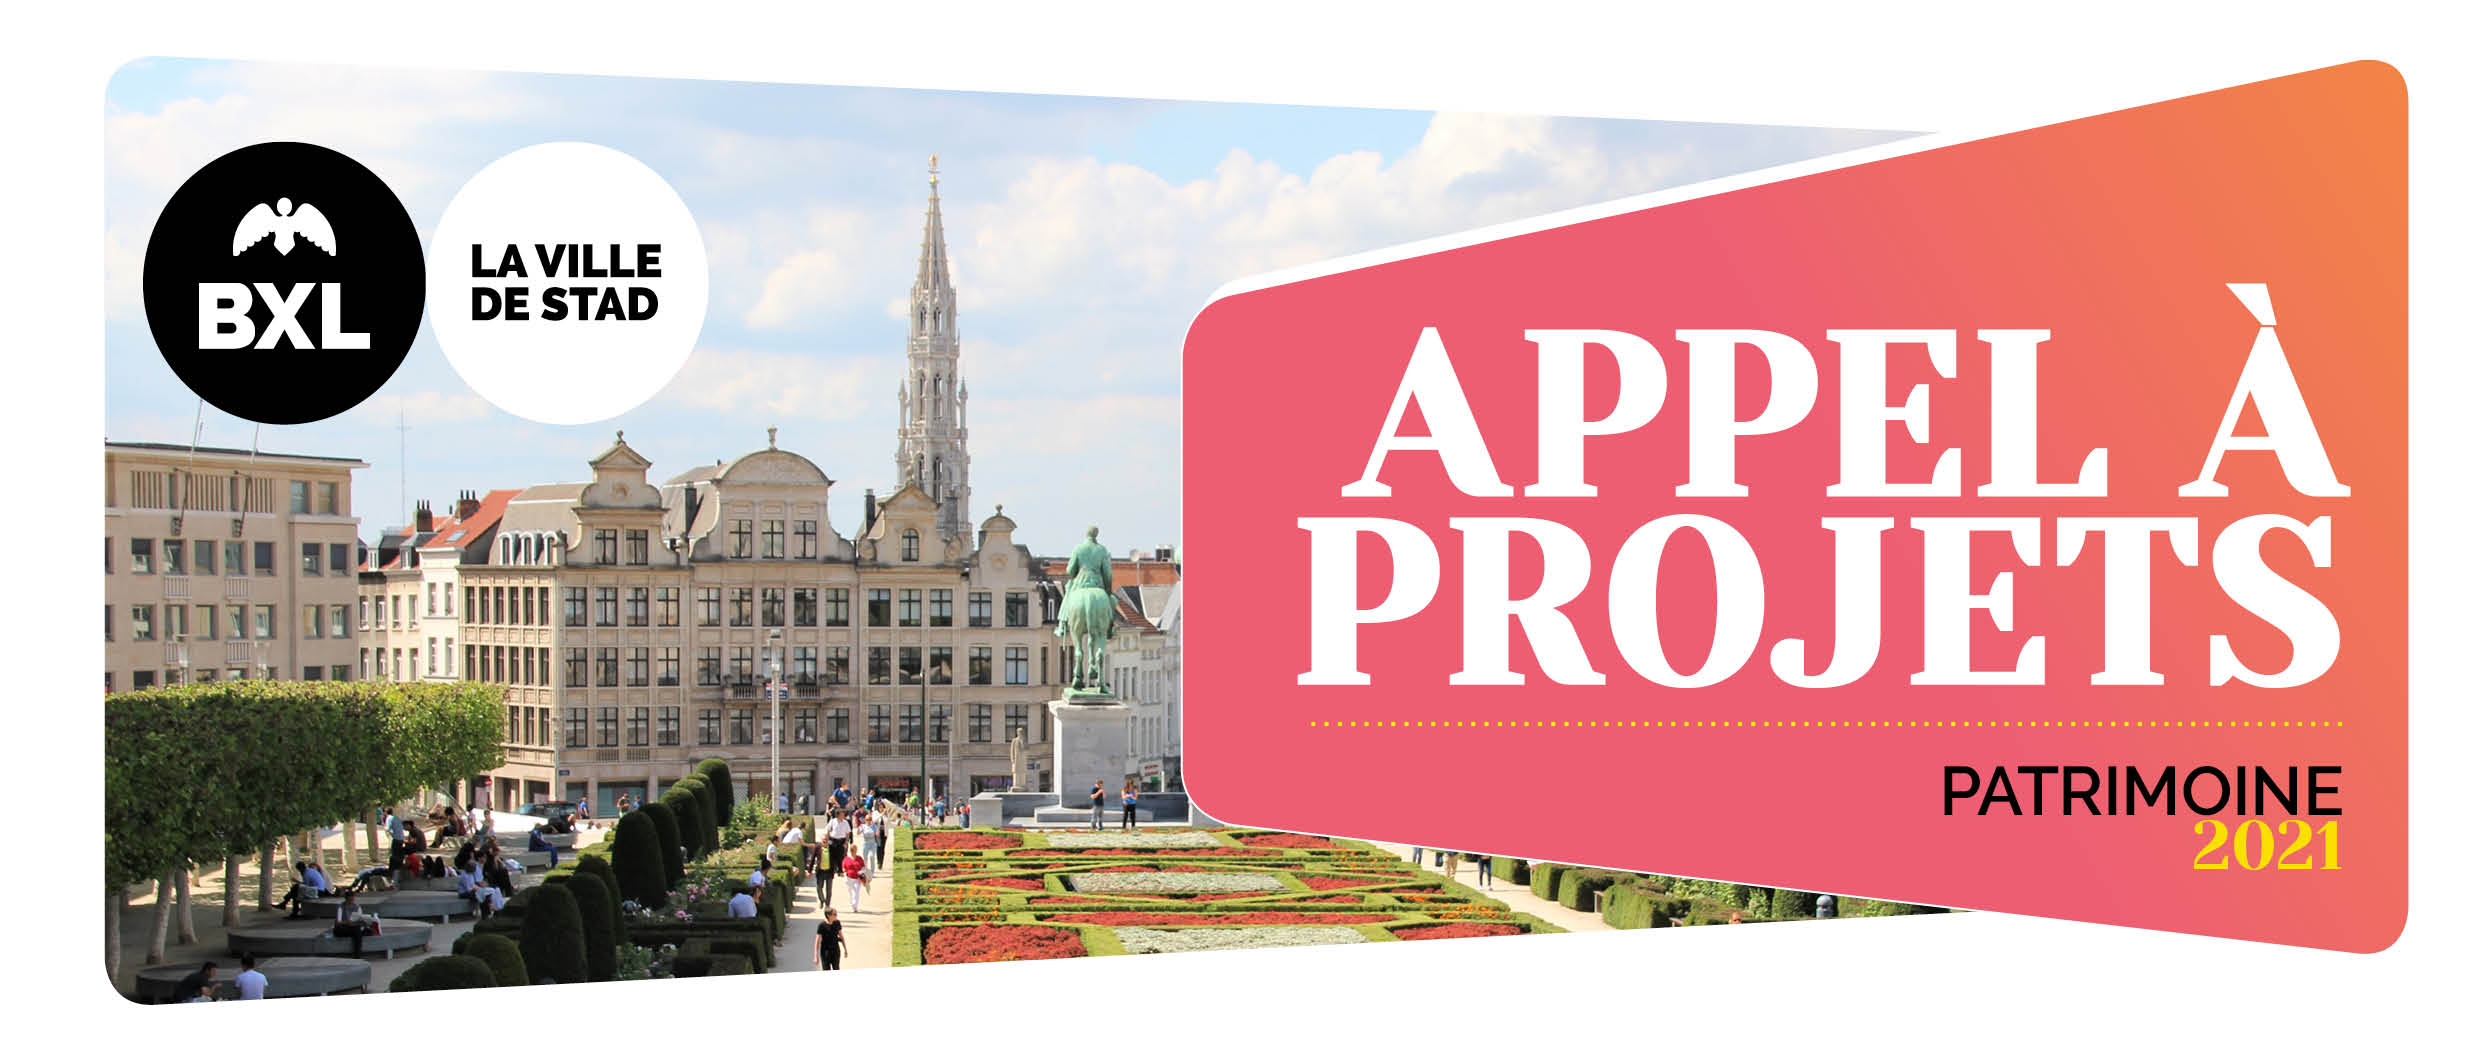 BXL
LA VILLE
DE STAD
APPEL À
PROJETS
PATRIMOINE
2021